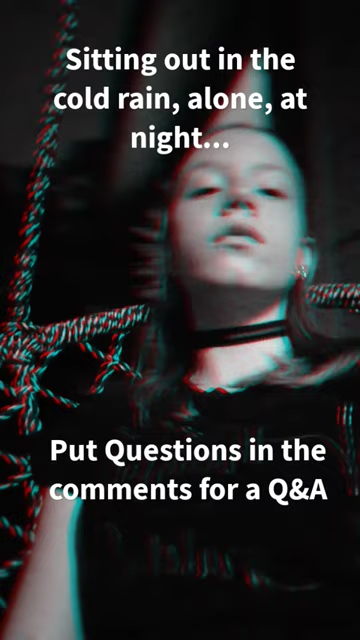 Sitting out in the
cold rain, alone, at
night...
Put Questions in the
comments for a Q&A